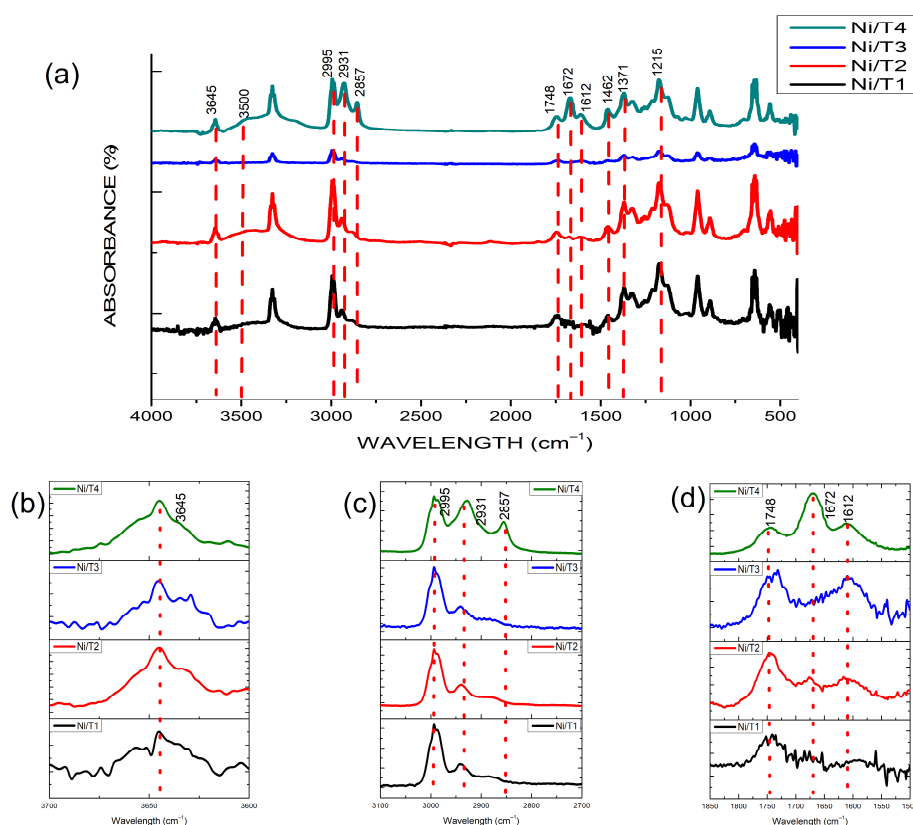 Ni/T4
Ni/T3
Ni/T2
Ni/T1
(a)
3645
3500
2995
2931
2857
1748
1672
1612
1462
1371
1215
ABSORBANCE (%)
4000 3500 3000 2500 2000 1500 1000 500
WAVELENGTH (cm⁻¹)
(b)
Ni/T4
3645
Ni/T3
Ni/T2
Ni/T1
3700 3650 3600
Wavelength (cm⁻¹)
(c)
Ni/T4
2995
2931
2857
Ni/T3
Ni/T2
Ni/T1
3100 3000 2900 2800 2700
Wavelength (cm⁻¹)
(d)
Ni/T4
1748
1672
1612
Ni/T3
Ni/T2
Ni/T1
1850 1800 1750 1700 1650 1600 1550 1500
Wavelength (cm⁻¹)